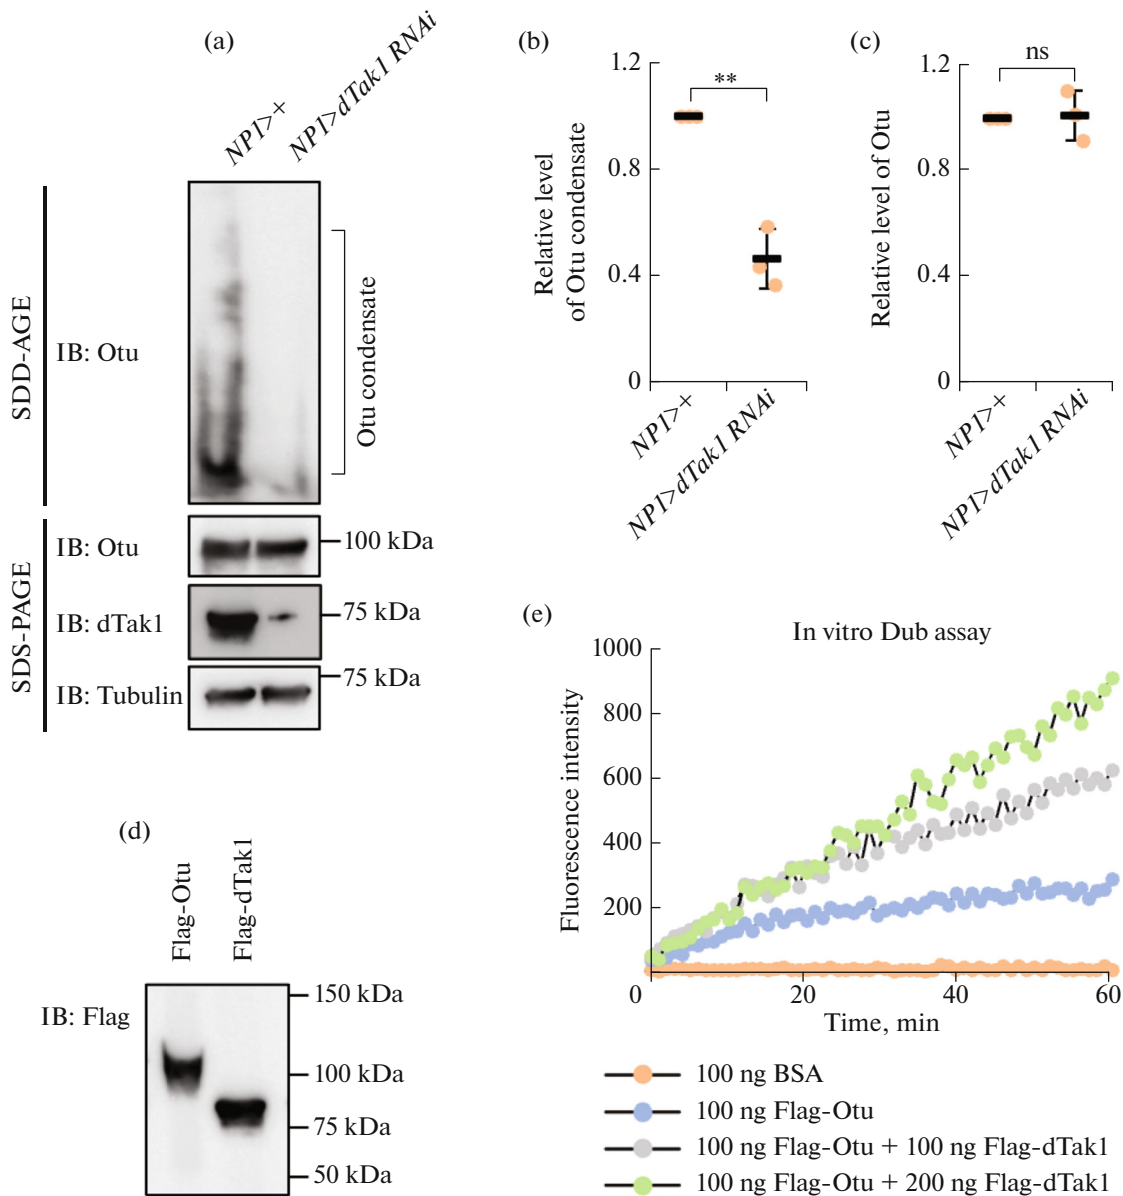 (a)
NP1>+
NP1>dTak1 RNAi
SDD-AGE
IB: Otu
Otu condensate
SDS-PAGE
IB: Otu
100 kDa
IB: dTak1
75 kDa
IB: Tubulin
75 kDa
(b)
Relative level
of Otu condensate
1.2
0.8
0.4
0
**
NP1>+
NP1>dTak1 RNAi
(c)
Relative level of Otu
1.2
0.8
0.4
0
ns
NP1>+
NP1>dTak1 RNAi
(d)
Flag-Otu
Flag-dTak1
IB: Flag
150 kDa
100 kDa
75 kDa
50 kDa
(e)
In vitro Dub assay
Fluorescence intensity
1000
800
600
400
200
0
20
40
60
Time, min
100 ng BSA
100 ng Flag-Otu
100 ng Flag-Otu + 100 ng Flag-dTak1
100 ng Flag-Otu + 200 ng Flag-dTak1